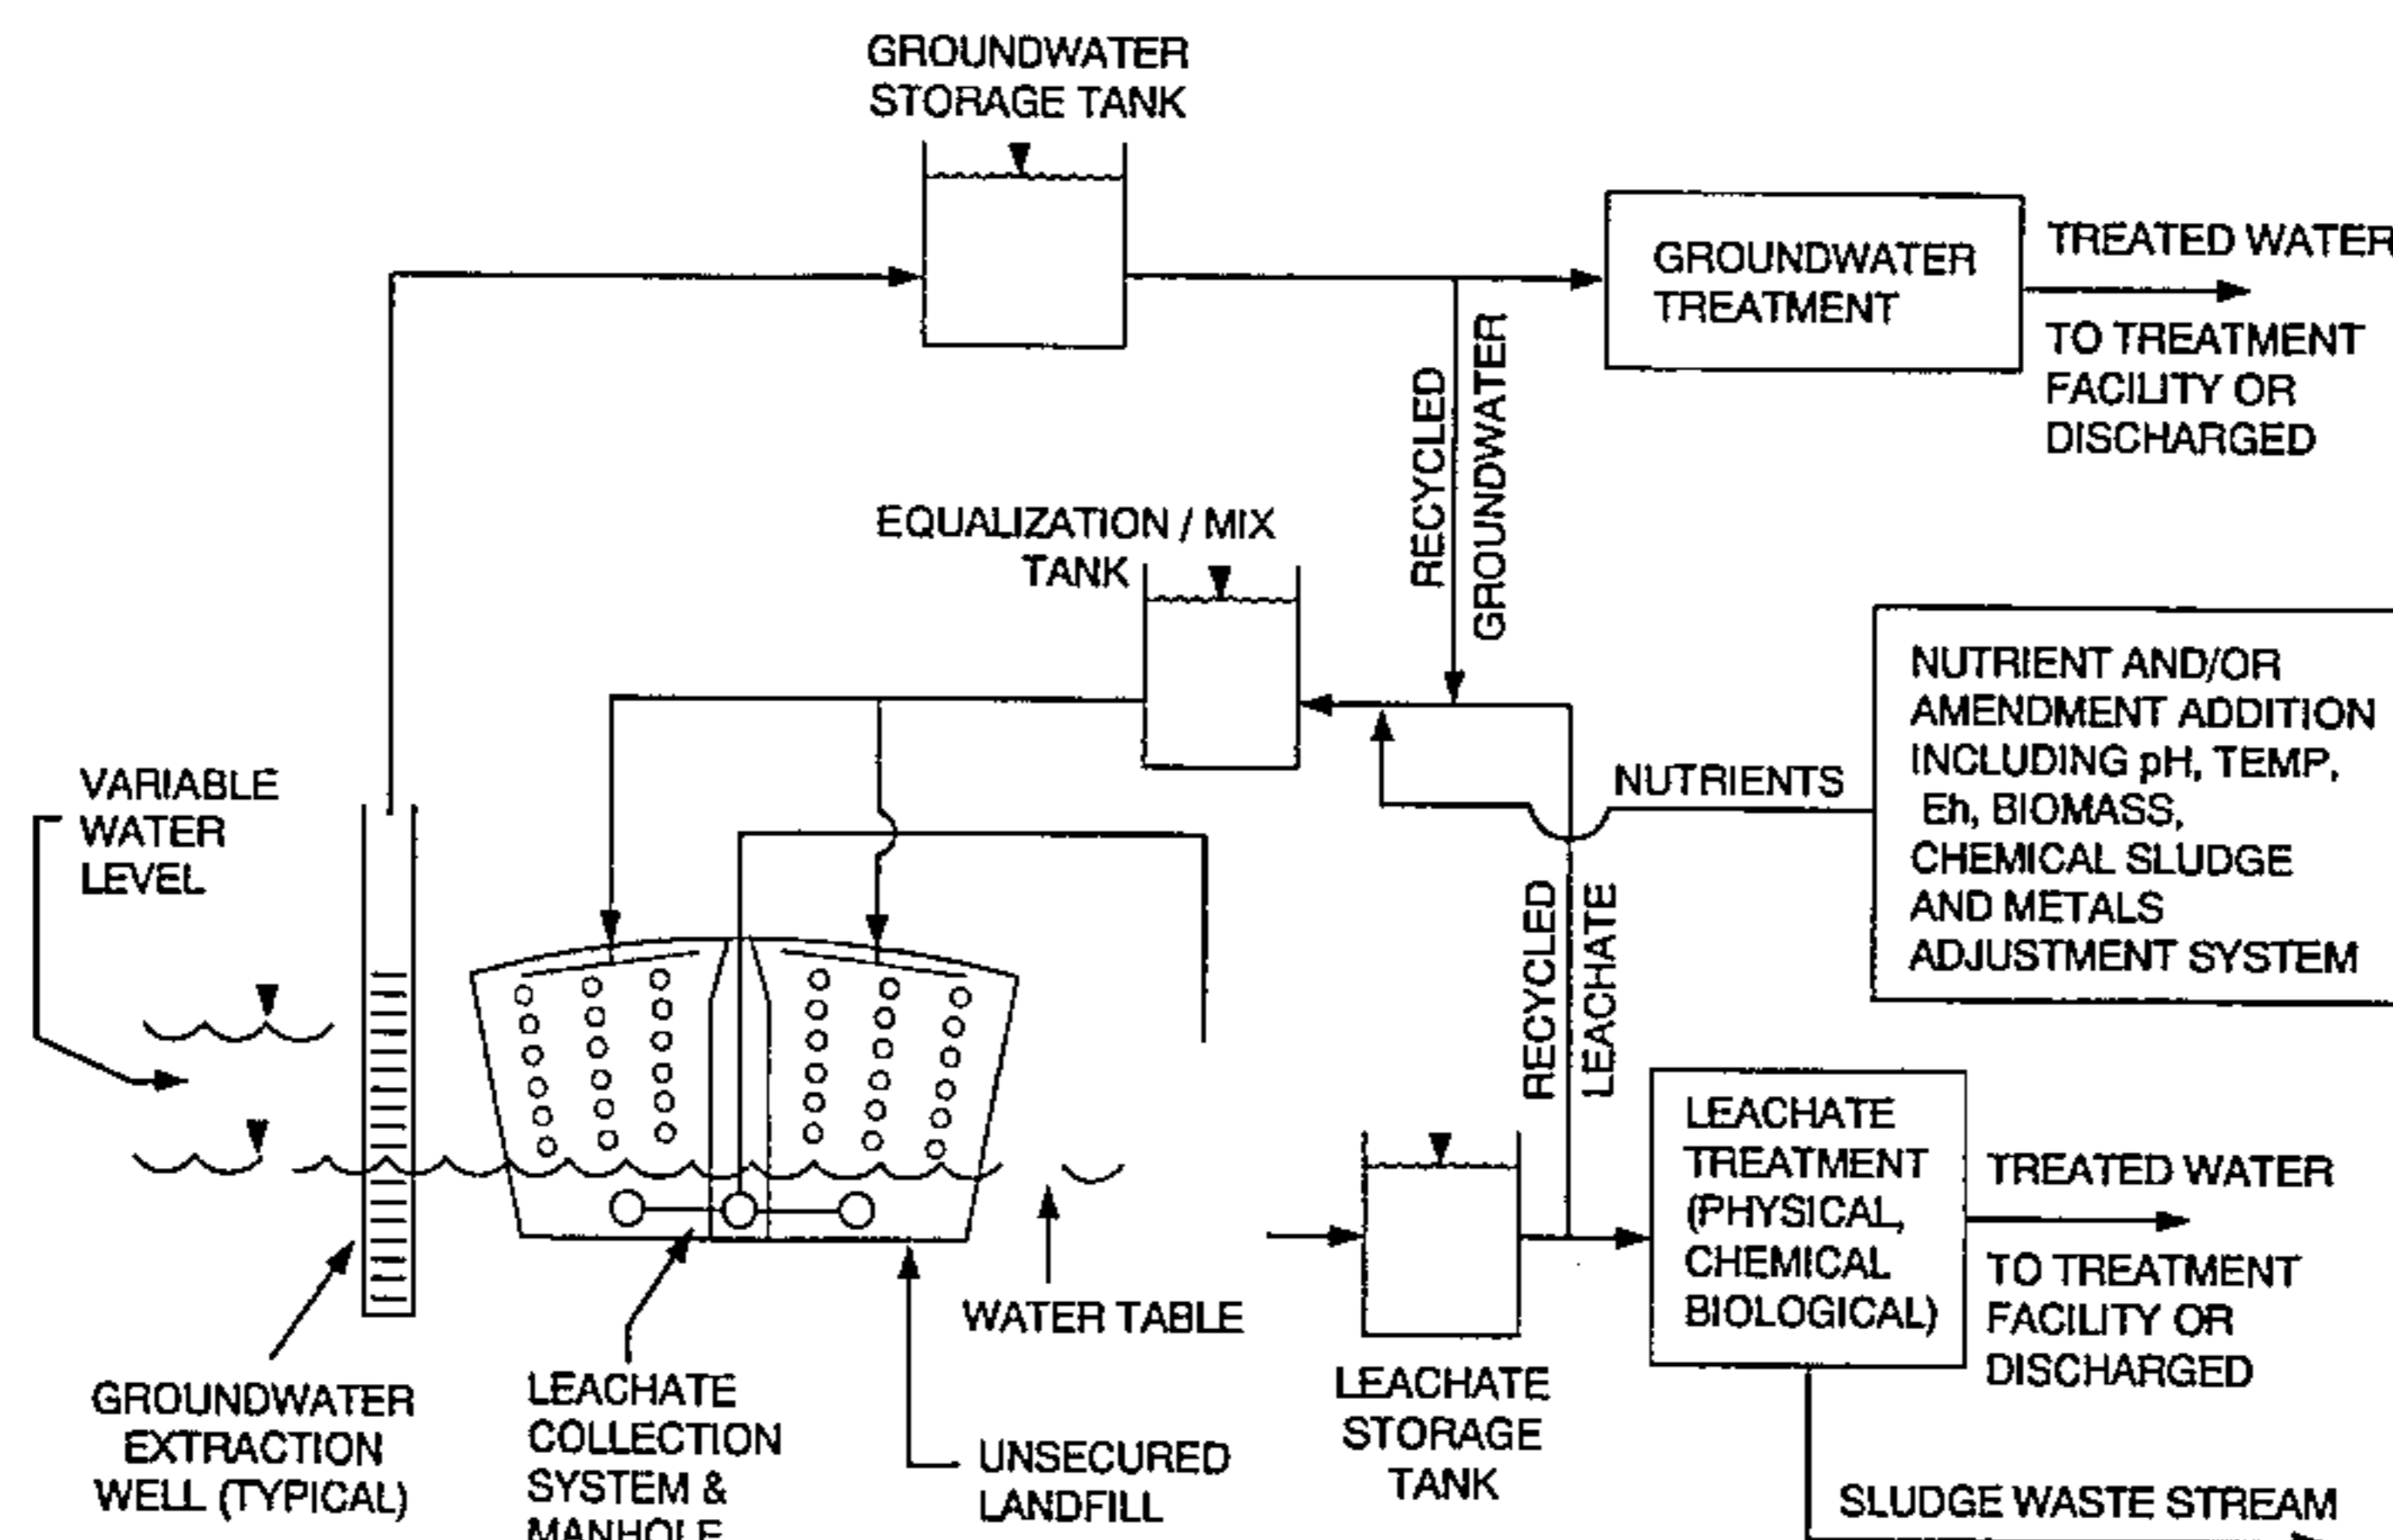 GROUNDWATER
STORAGE TANK
GROUNDWATER
TREATMENT
TREATED WATER
TO TREATMENT
FACILITY OR
DISCHARGED
RECYCLED
GROUNDWATER
EQUALIZATION / MIX
TANK
NUTRIENT AND/OR
AMENDMENT ADDITION
INCLUDING pH, TEMP,
Eh, BIOMASS,
CHEMICAL SLUDGE
AND METALS
ADJUSTMENT SYSTEM
NUTRIENTS
VARIABLE
WATER
LEVEL
RECYCLED
LEACHATE
LEACHATE
TREATMENT
(PHYSICAL,
CHEMICAL
BIOLOGICAL)
TREATED WATER
TO TREATMENT
FACILITY OR
DISCHARGED
WATER TABLE
LEACHATE
STORAGE
TANK
GROUNDWATER
EXTRACTION
WELL (TYPICAL)
LEACHATE
COLLECTION
SYSTEM &
MANHOLE
UNSECURED
LANDFILL
SLUDGE WASTE STREAM